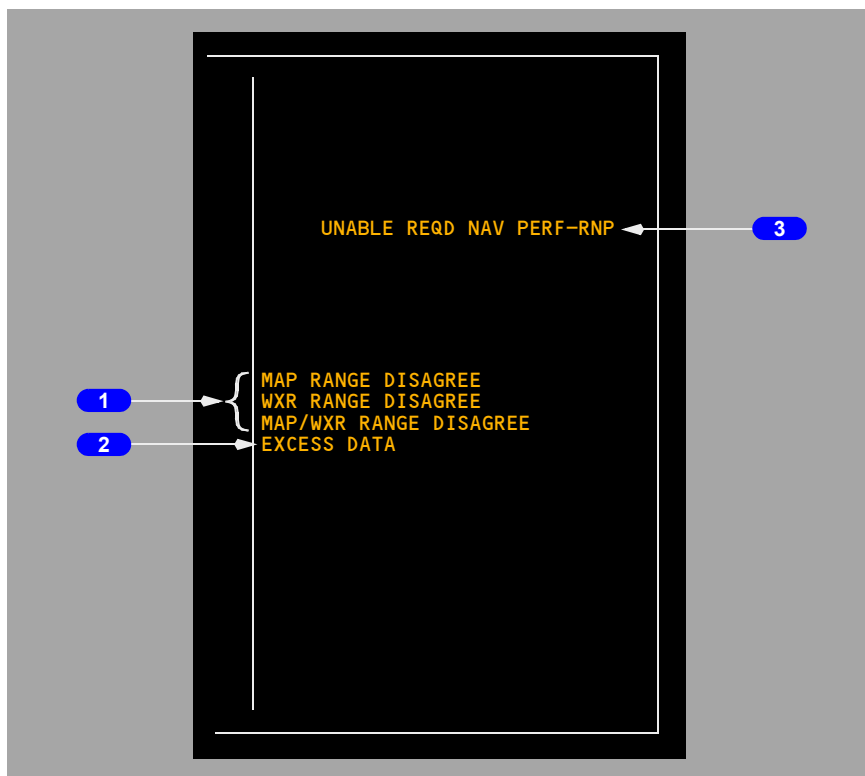 UNABLE REQD NAV PERF-RNP
3
MAP RANGE DISAGREE
1
WXR RANGE DISAGREE
MAP/WXR RANGE DISAGREE
2
EXCESS DATA